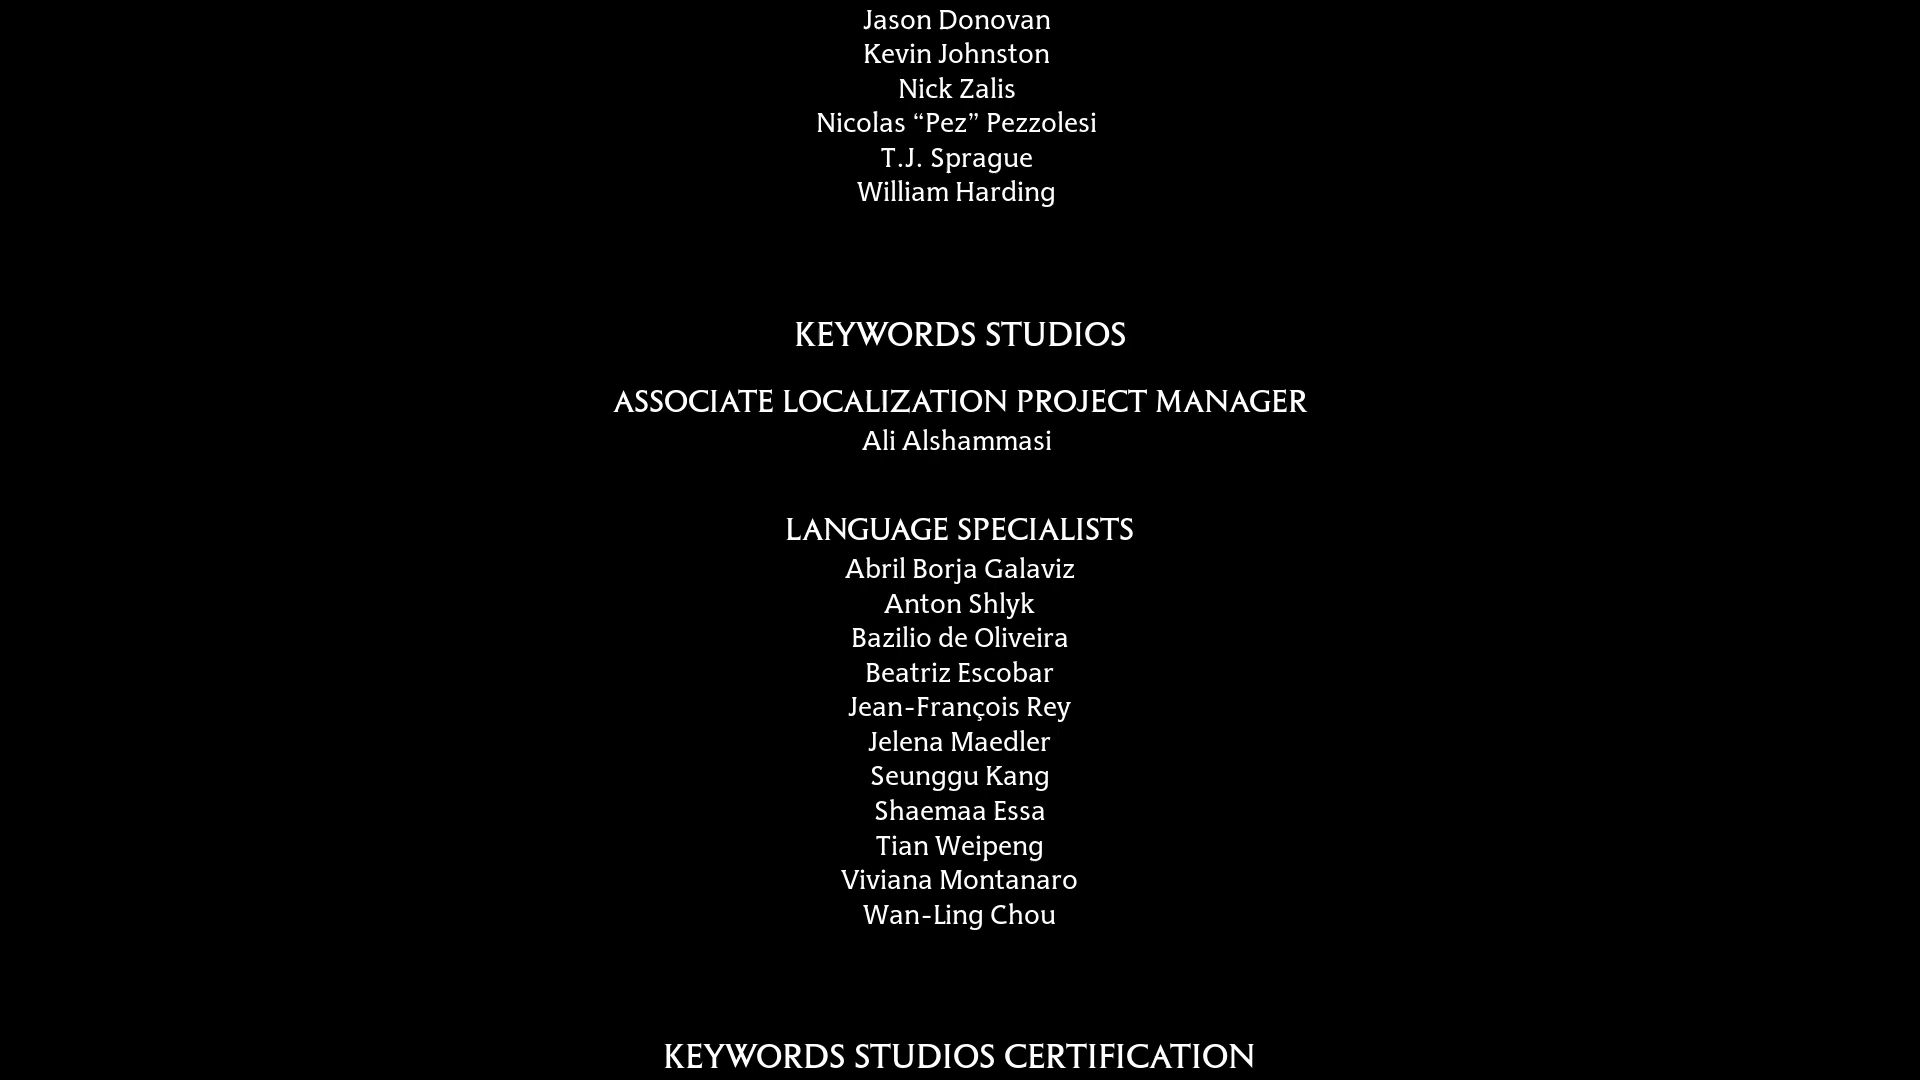 Jason Donovan
Kevin Johnston
Nick Zalis
Nicolas “Pez” Pezzolesi
T.J. Sprague
William Harding
KEYWORDS STUDIOS
ASSOCIATE LOCALIZATION PROJECT MANAGER
Ali Alshammasi
LANGUAGE SPECIALISTS
Abril Borja Galaviz
Anton Shlyk
Bazilio de Oliveira
Beatriz Escobar
Jean-François Rey
Jelena Maedler
Seunggu Kang
Shaemaa Essa
Tian Weipeng
Viviana Montanaro
Wan-Ling Chou
KEYWORDS STUDIOS CERTIFICATION